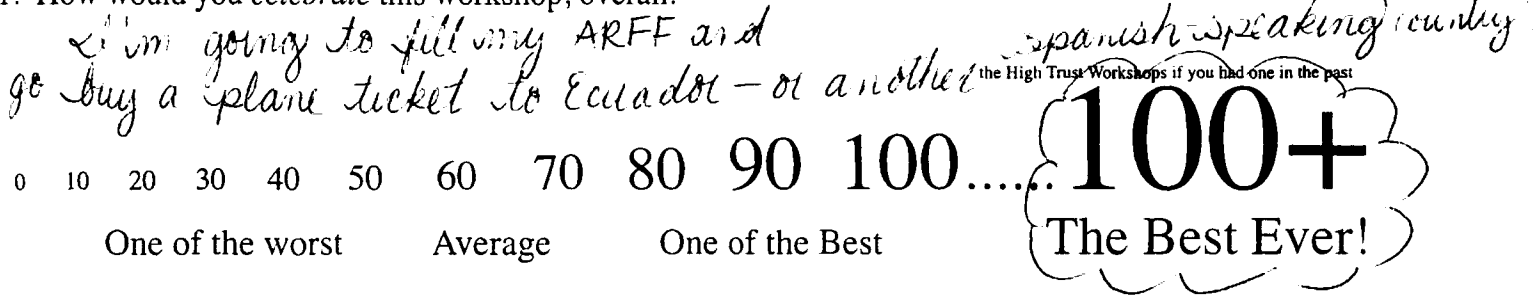 1. How would you celebrate this workshop, overall?
I'm going to fill my ARFF and
go buy a plane ticket to Ecuador – or another spanish-speaking country
the High Trust Workshops if you had one in the past
0 10 20 30 40 50 60 70 80 90 100...... 100+
One of the worst Average One of the Best The Best Ever!